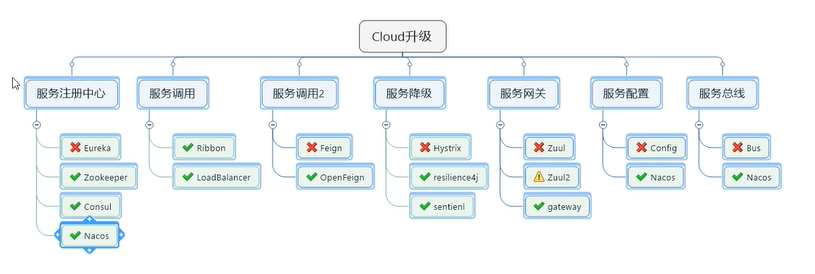 Cloud升级
服务注册中心
服务调用
服务调用2
服务降级
服务网关
服务配置
服务总线
Eureka
Zookeeper
Consul
Nacos
Ribbon
LoadBalancer
Feign
OpenFeign
Hystrix
resilience4j
sentienl
Zuul
Zuul2
gateway
Config
Nacos
Bus
Nacos